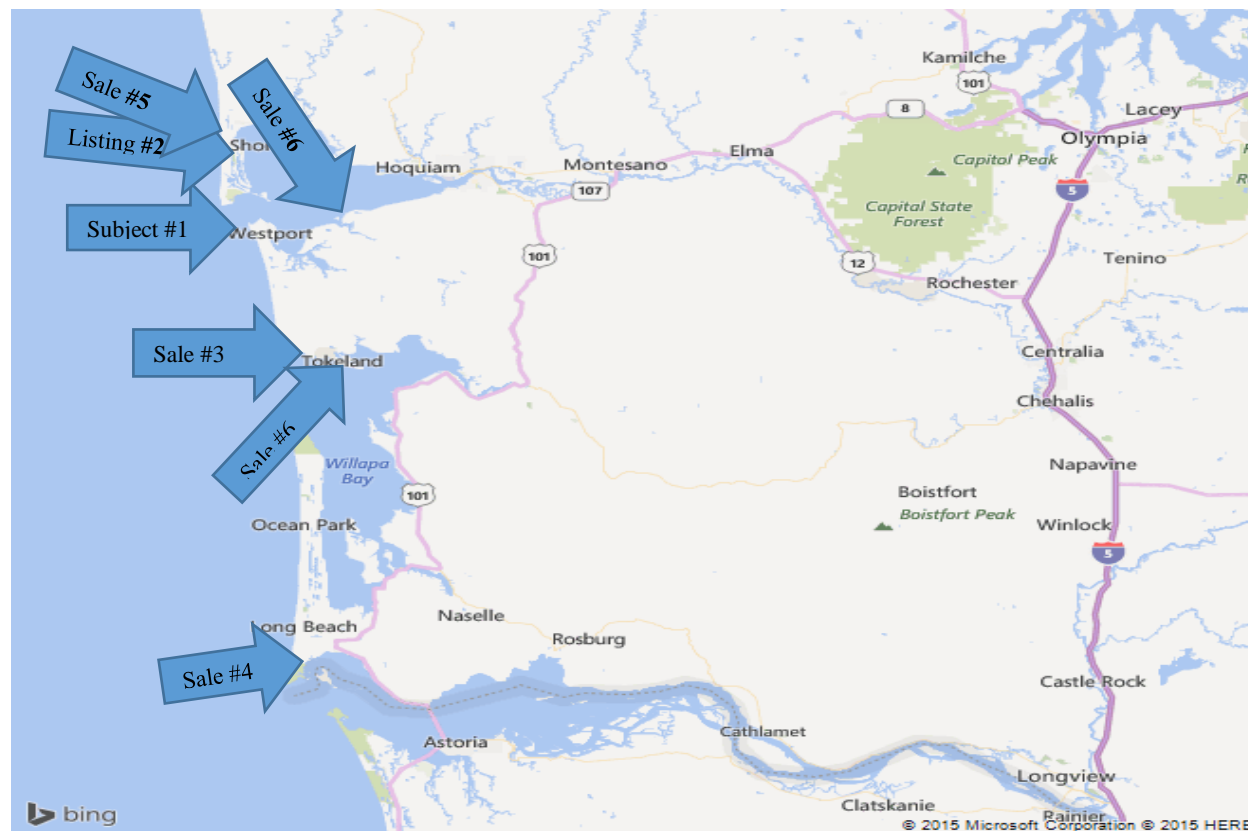 Kamilche
101
Sale #5
Sale #6
8
Lacey
Listing #2
Olympia
Elma
Capitol Peak
Hoquiam
Montesano
107
5
Capital State
Forest
Subject #1
Westport
101
12
Tenino
Rochester
Sale #3
Tokeland
Centralia
Chehalis
Sale #6
Willapa
Bay
101
Napavine
Boistfort
Boistfort Peak
Ocean Park
Winlock
5
Naselle
Long Beach
Rosburg
Sale #4
Castle Rock
Cathlamet
Astoria
Longview
Clatskanie
Rainier
bing
© 2015 Microsoft Corporation © 2015 HERE